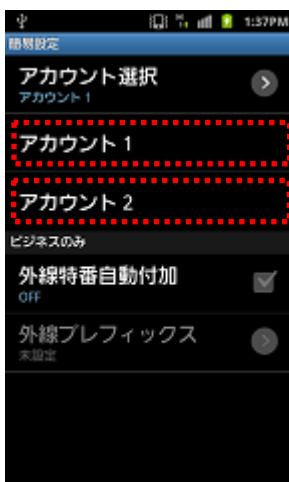 1:37PM
簡易設定
アカウント選択
アカウント 1
アカウント 1
アカウント 2
ビジネスのみ
外線特番自動付加
OFF
外線プレフィックス
未設定